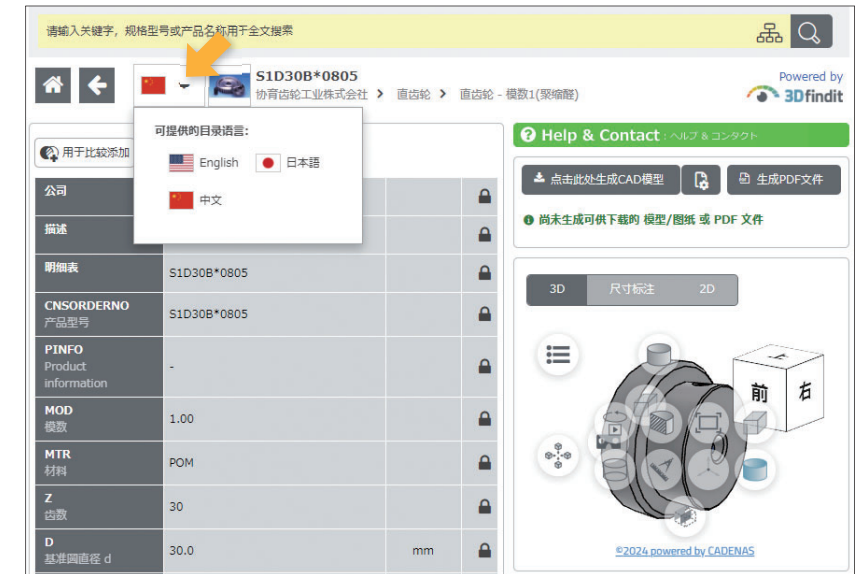 请输入关键字，规格型号或产品名称用于全文搜索
S1D30B*0805
协育齿轮工业株式会社 > 直齿轮 > 直齿轮 - 模数1(聚缩醛)
Powered by
3Dfindit
可提供的目录语言：
English 日本語
中文
用于比较添加
公司
描述
明细表 S1D30B*0805
CNSORDERNO
产品型号 S1D30B*0805
PINFO
Product
information -
MOD
模数 1.00
MTR
材料 POM
Z
齿数 30
D
基准圆直径 d 30.0 mm
Help & Contact : ヘルプ & コンタクト
点击此处生成CAD模型 生成PDF文件
尚未生成可供下载的 模型/图纸 或 PDF 文件
3D 尺寸标注 2D
前 右
©2024 powered by CADENAS